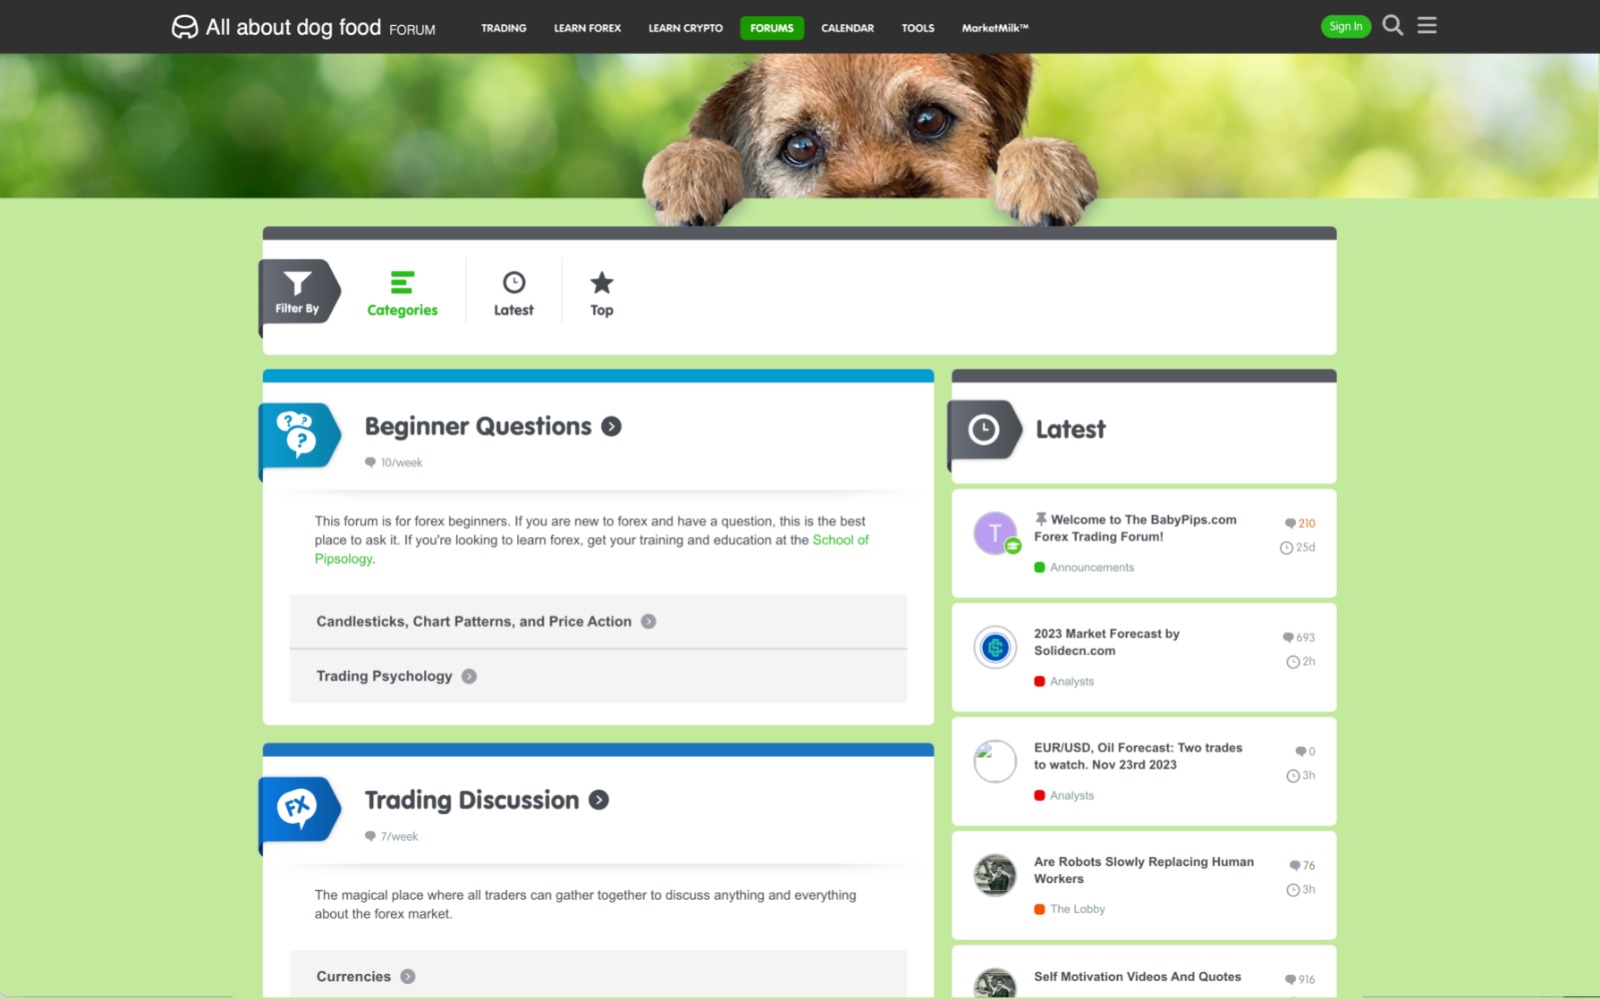 All about dog food FORUM
TRADING LEARN FOREX LEARN CRYPTO FORUMS CALENDAR TOOLS MarketMilk™
Sign In
Filter By
Categories
Latest
Top
Beginner Questions
10/week
This forum is for forex beginners. If you are new to forex and have a question, this is the best
place to ask it. If you're looking to learn forex, get your training and education at the School of
Pipsology.
Candlesticks, Chart Patterns, and Price Action
Trading Psychology
Trading Discussion
FX
7/week
The magical place where all traders can gather together to discuss anything and everything
about the forex market.
Currencies
Latest
T
Welcome to The BabyPips.com
Forex Trading Forum!
210
25d
Announcements
2023 Market Forecast by
Solidecn.com
693
2h
Analysts
EUR/USD, Oil Forecast: Two trades
to watch. Nov 23rd 2023
0
3h
Analysts
Are Robots Slowly Replacing Human
Workers
76
3h
The Lobby
Self Motivation Videos And Quotes
916